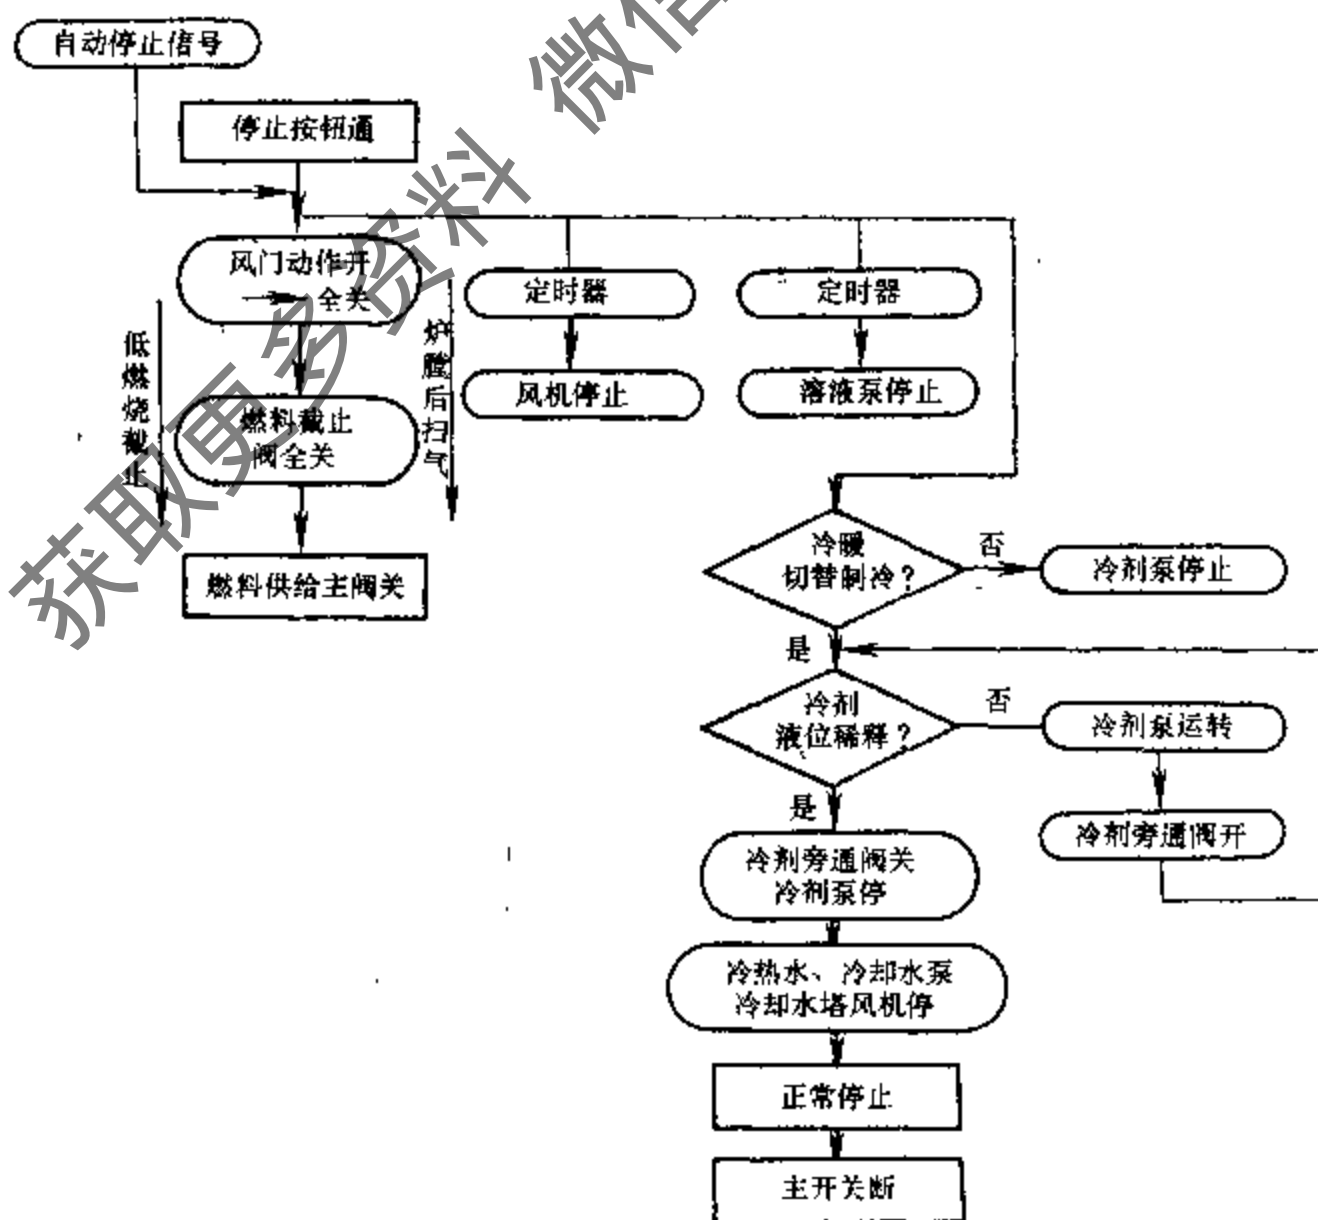 自动停止信号
停止按钮通
风门动作开
全关
低燃烧截止
炉膛后扫气
燃料截止
阀全关
燃料供给主阀关
定时器
风机停止
定时器
溶液泵停止
冷暖
切替制冷？
否
冷剂泵停止
是
冷剂
液位稀释？
否
冷剂泵运转
冷剂旁通阀开
是
冷剂旁通阀关
冷剂泵停
冷热水、冷却水泵
冷却水塔风机停
正常停止
主开关断
获取更多资料 微信